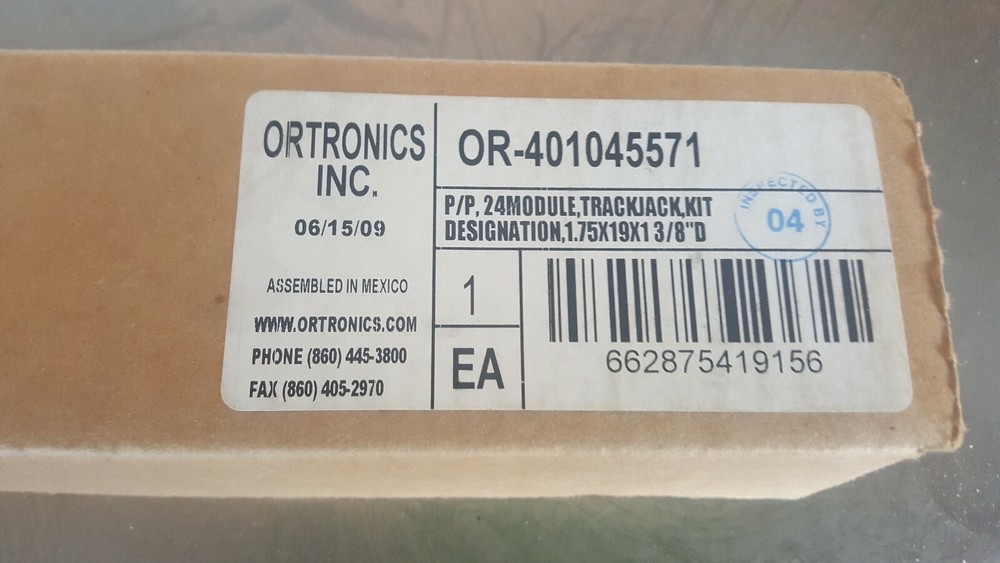 ORTRONICS
INC.
06/15/09
ASSEMBLED IN MEXICO
WWW.ORTRONICS.COM
PHONE (860) 445-3800
FAX (860) 405-2970
OR-401045571
P/P, 24MODULE,TRACKJACK,KIT
DESIGNATION,1.75X19X1 3/8"D
INSPECTED BY
04
1
EA
662875419156